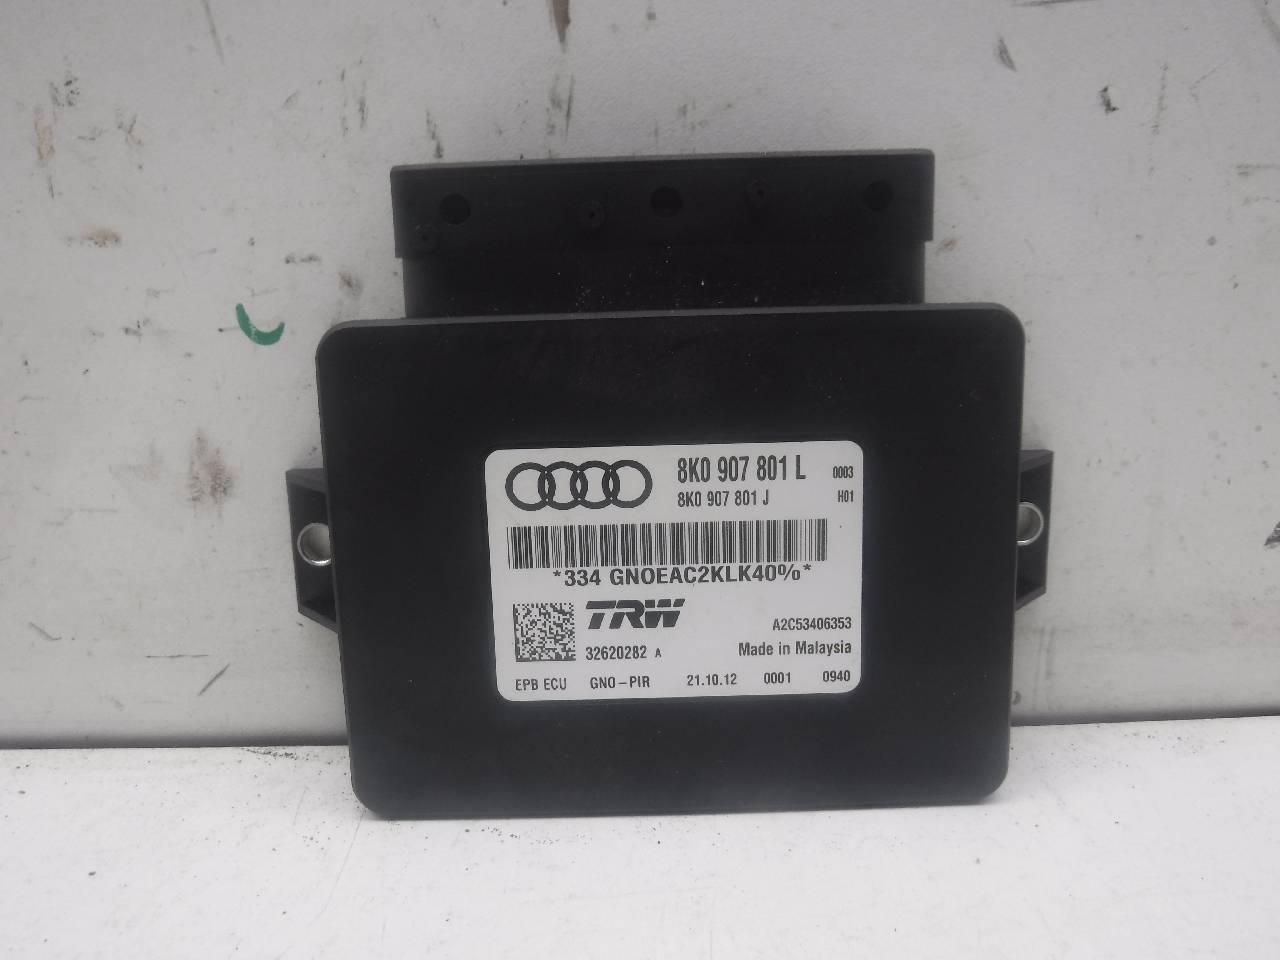 8K0 907 801 L 0003
8K0 907 801 J H01
*334 GNOEAC2KLK40%*
TRW
A2C53406353
32620282 A Made in Malaysia
EPB ECU GNO-PIR 21.10.12 0001 0940